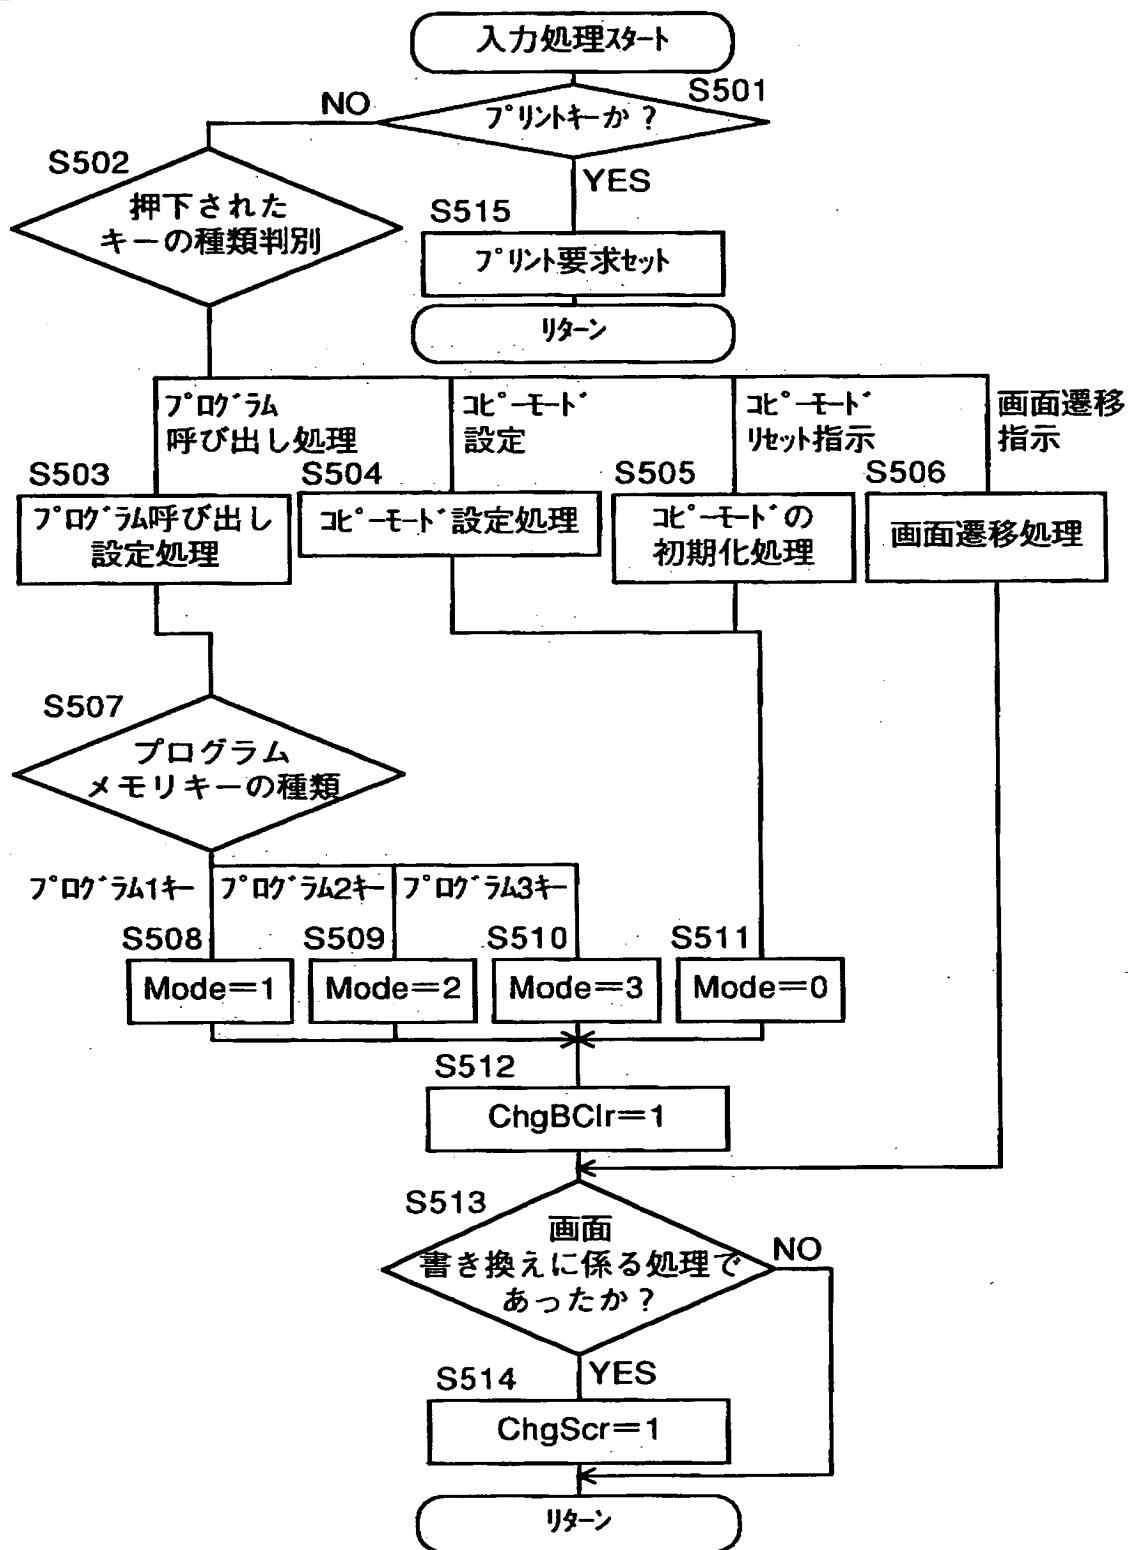 入力処理スタート
S501
プリントキーか?
NO
YES
S502
押下された
キーの種類判別
S515
プリント要求セット
リターン
プログラム
呼び出し処理
コピーモード
設定
コピーモード
リセット指示
画面遷移
指示
S503
プログラム呼び出し
設定処理
S504
コピーモード設定処理
S505
コピーモードの
初期化処理
S506
画面遷移処理
S507
プログラム
メモリキーの種類
プログラム1キー
プログラム2キー
プログラム3キー
S508
Mode=1
S509
Mode=2
S510
Mode=3
S511
Mode=0
S512
ChgBClr=1
S513
画面
書き換えに係る処理で
あったか?
NO
YES
S514
ChgScr=1
リターン